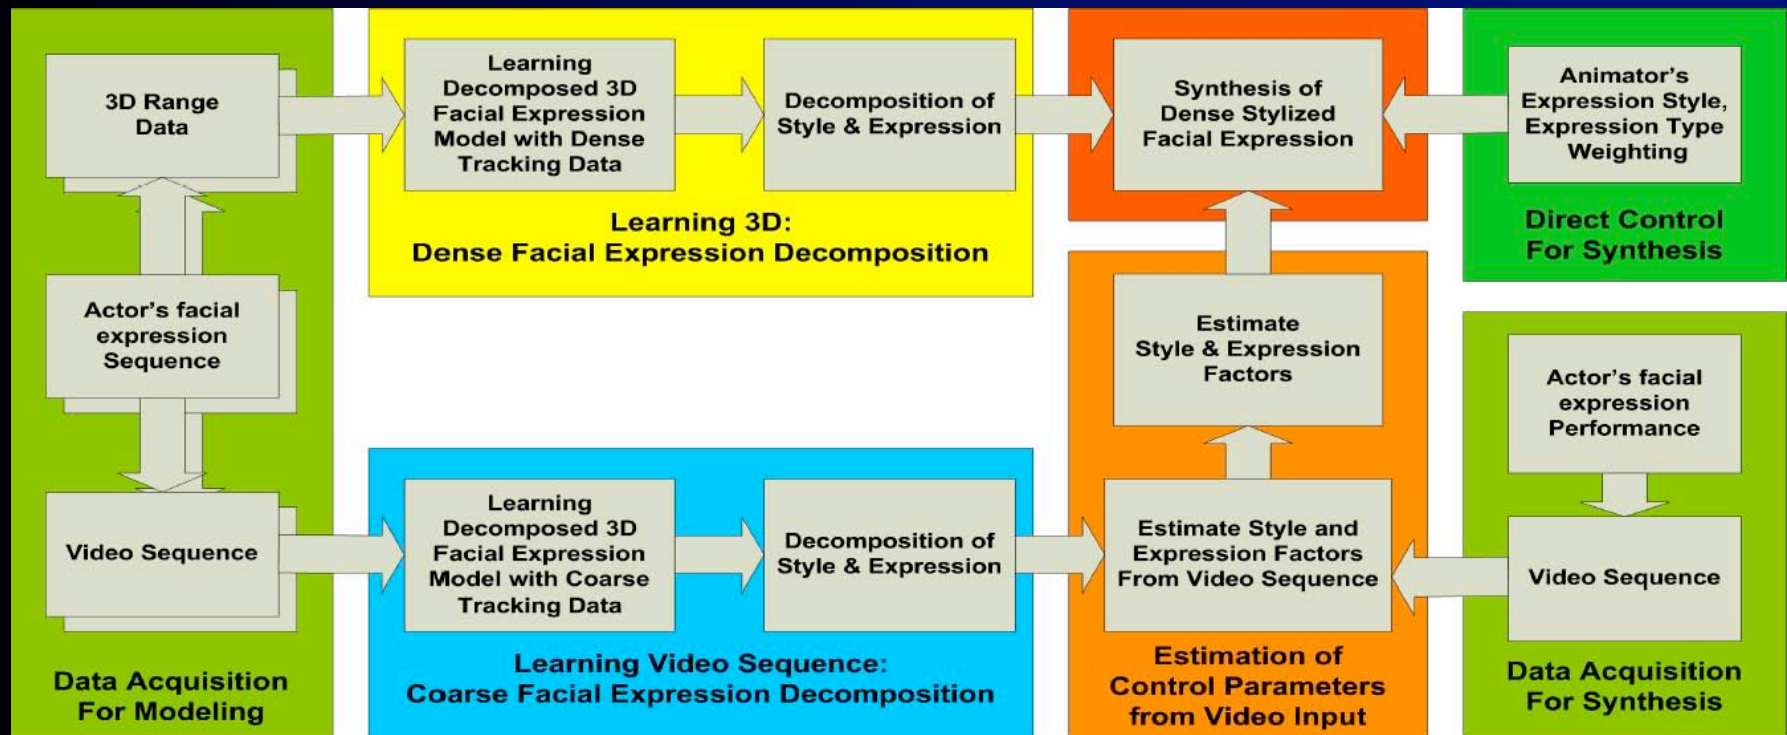 3D Range
Data
Actor's facial
expression
Sequence
Video Sequence
Data Acquisition
For Modeling
Learning
Decomposed 3D
Facial Expression
Model with Dense
Tracking Data
Decomposition of
Style & Expression
Learning 3D:
Dense Facial Expression Decomposition
Learning
Decomposed 3D
Facial Expression
Model with Coarse
Tracking Data
Decomposition of
Style & Expression
Learning Video Sequence:
Coarse Facial Expression Decomposition
Synthesis of
Dense Stylized
Facial Expression
Estimate
Style & Expression
Factors
Estimate Style and
Expression Factors
From Video Sequence
Estimation of
Control Parameters
from Video Input
Animator's
Expression Style,
Expression Type
Weighting
Direct Control
For Synthesis
Actor's facial
expression
Performance
Video Sequence
Data Acquisition
For Synthesis